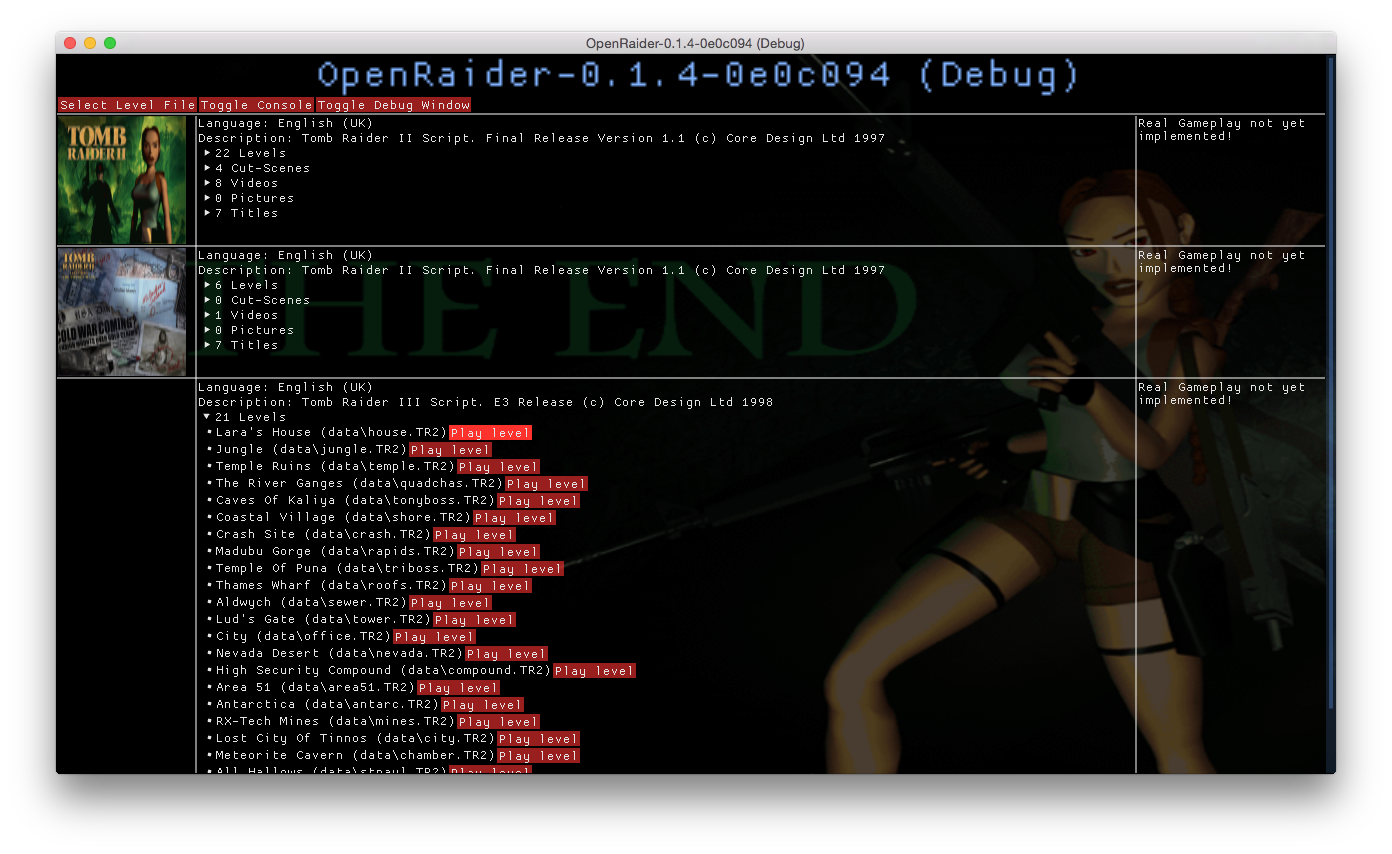 OpenRaider-0.1.4-0e0c094 (Debug)
OpenRaider-0.1.4-0e0c094 (Debug)
Select Level File Toggle Console Toggle Debug Window
TOMB
RAIDER II
Language: English (UK)
Description: Tomb Raider II Script. Final Release Version 1.1 (c) Core Design Ltd 1997
22 Levels
4 Cut-Scenes
8 Videos
0 Pictures
7 Titles
Real Gameplay not yet
implemented!
TOMB
RAIDER II
COLD WAR COMING?
Language: English (UK)
Description: Tomb Raider II Script. Final Release Version 1.1 (c) Core Design Ltd 1997
6 Levels
0 Cut-Scenes
1 Videos
0 Pictures
7 Titles
Real Gameplay not yet
implemented!
THE END
Language: English (UK)
Description: Tomb Raider III Script. E3 Release (c) Core Design Ltd 1998
21 Levels
Real Gameplay not yet
implemented!
• Lara's House (data\house.TR2) Play level
• Jungle (data\jungle.TR2) Play level
• Temple Ruins (data\temple.TR2) Play level
• The River Ganges (data\quadchas.TR2) Play level
• Caves Of Kaliya (data\tonyboss.TR2) Play level
• Coastal Village (data\shore.TR2) Play level
• Crash Site (data\crash.TR2) Play level
• Madubu Gorge (data\rapids.TR2) Play level
• Temple Of Puna (data\triboss.TR2) Play level
• Thames Wharf (data\roofs.TR2) Play level
• Aldwych (data\sewer.TR2) Play level
• Lud's Gate (data\tower.TR2) Play level
• City (data\office.TR2) Play level
• Nevada Desert (data\nevada.TR2) Play level
• High Security Compound (data\compound.TR2) Play level
• Area 51 (data\area51.TR2) Play level
• Antarctica (data\antarc.TR2) Play level
• RX-Tech Mines (data\mines.TR2) Play level
• Lost City Of Tinnos (data\city.TR2) Play level
• Meteorite Cavern (data\chamber.TR2) Play level
• All Hallows (data\stpaul.TR2) Play level